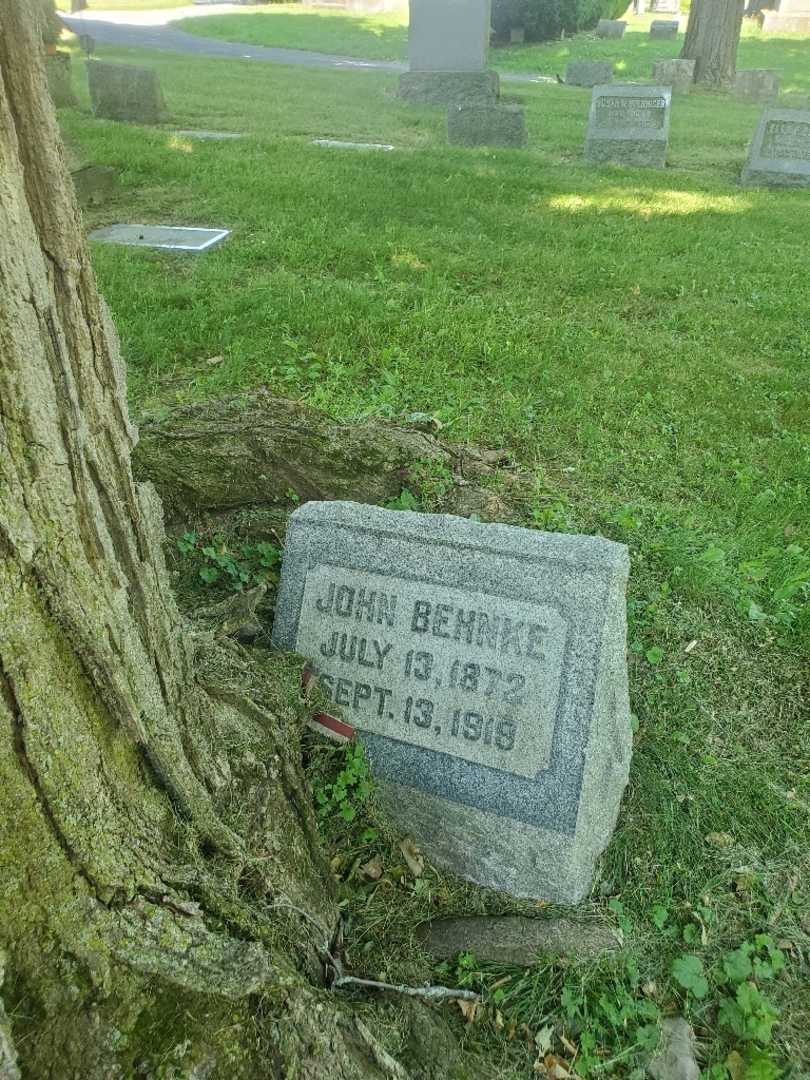 JOHN BEHNKE
JULY 13, 1872
SEPT. 13, 1919